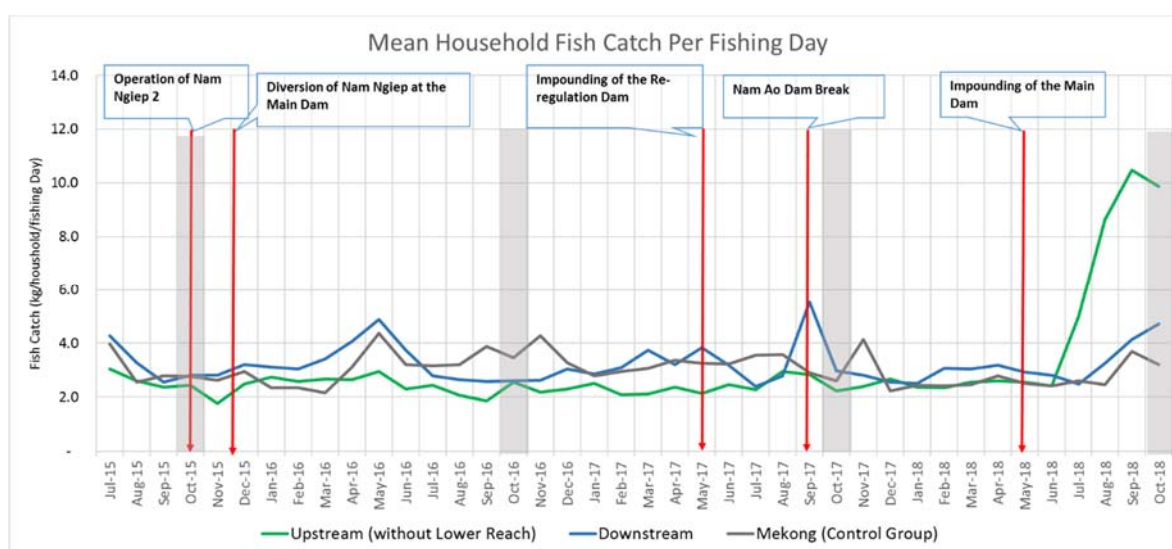 Mean Household Fish Catch Per Fishing Day
Operation of Nam
Ngiep 2
Diversion of Nam Ngiep at the
Main Dam
Impounding of the Re-
regulation Dam
Nam Ao Dam Break
Impounding of the Main
Dam
Fish Catch (kg/houshold/fishing Day)
14.0
12.0
10.0
8.0
6.0
4.0
2.0
-
Jul-15
Aug-15
Sep-15
Oct-15
Nov-15
Dec-15
Jan-16
Feb-16
Mar-16
Apr-16
May-16
Jun-16
Jul-16
Aug-16
Sep-16
Oct-16
Nov-16
Dec-16
Jan-17
Feb-17
Mar-17
Apr-17
May-17
Jun-17
Jul-17
Aug-17
Sep-17
Oct-17
Nov-17
Dec-17
Jan-18
Feb-18
Mar-18
Apr-18
May-18
Jun-18
Jul-18
Aug-18
Sep-18
Oct-18
Upstream (without Lower Reach)
Downstream
Mekong (Control Group)